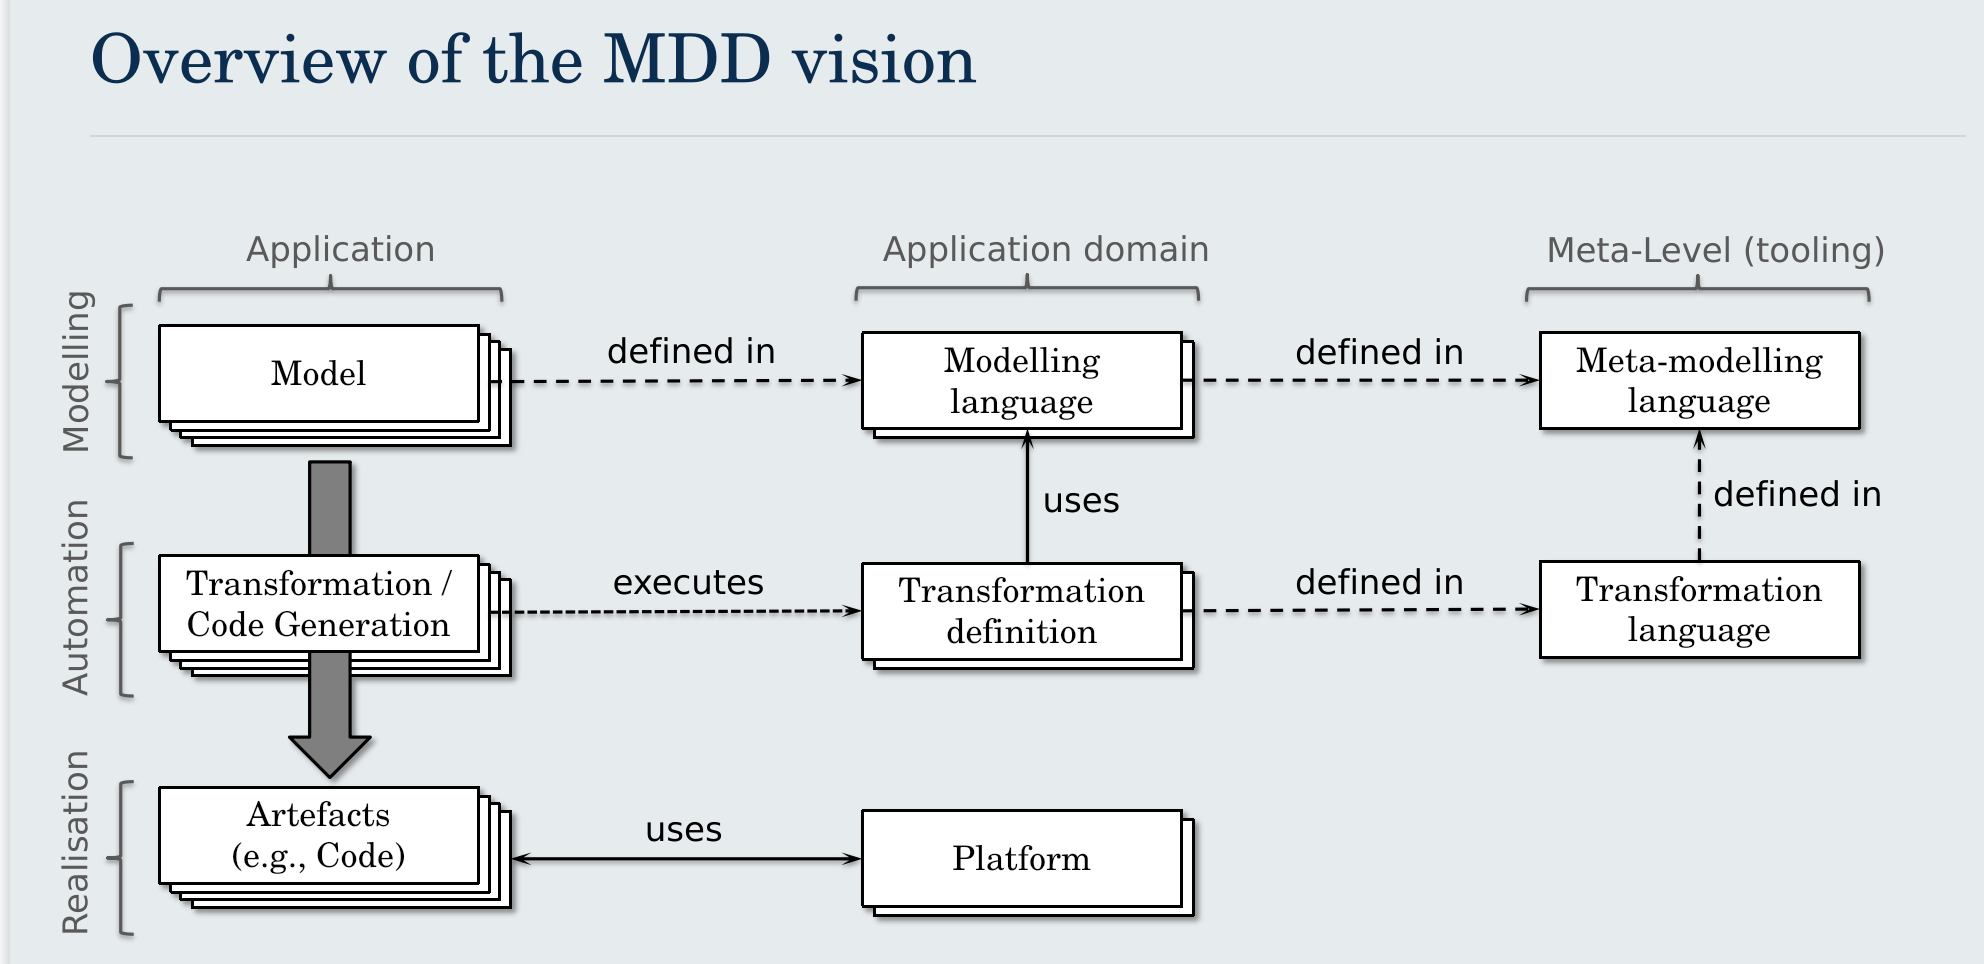 Overview of the MDD vision
Application
Application domain
Meta-Level (tooling)
Modelling
Model
defined in
Modelling
language
defined in
Meta-modelling
language
uses
defined in
Automation
Transformation /
Code Generation
executes
Transformation
definition
defined in
Transformation
language
Realisation
Artefacts
(e.g., Code)
uses
Platform